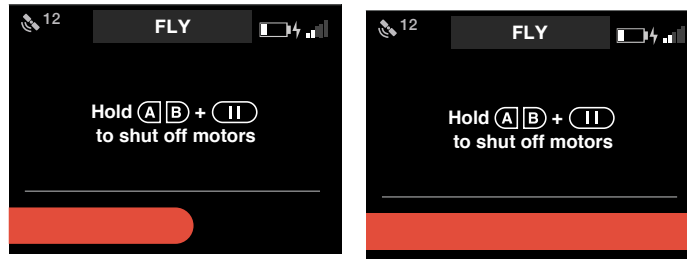 12
FLY
Hold A B + II
to shut off motors
12
FLY
Hold A B + II
to shut off motors